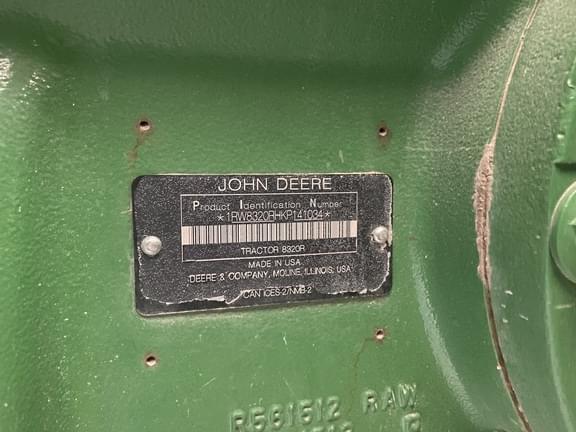 JOHN DEERE
Product Identification Number
*1RW8320RHKP141034*
TRACTOR 8320R
MADE IN USA
DEERE & COMPANY, MOLINE, ILLINOIS, USA
CAN ICES-2/NMB-2
R561512 RAW